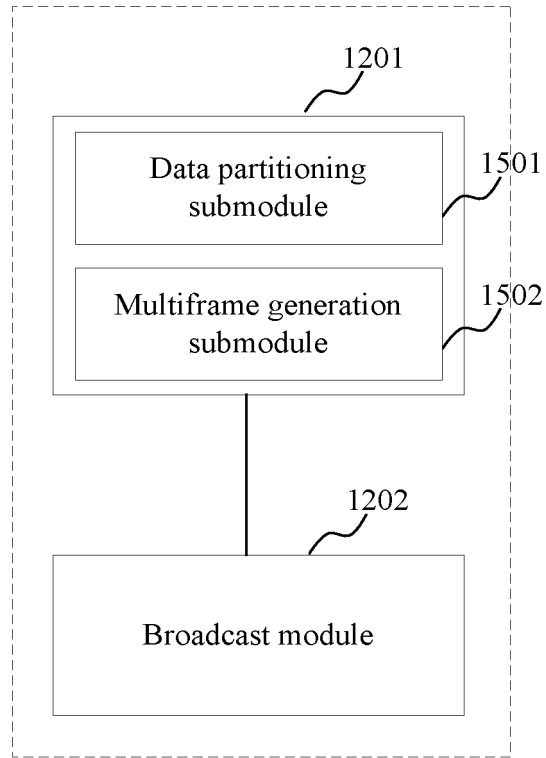 1201
Data partitioning
submodule
1501
Multiframe generation
submodule
1502
1202
Broadcast module